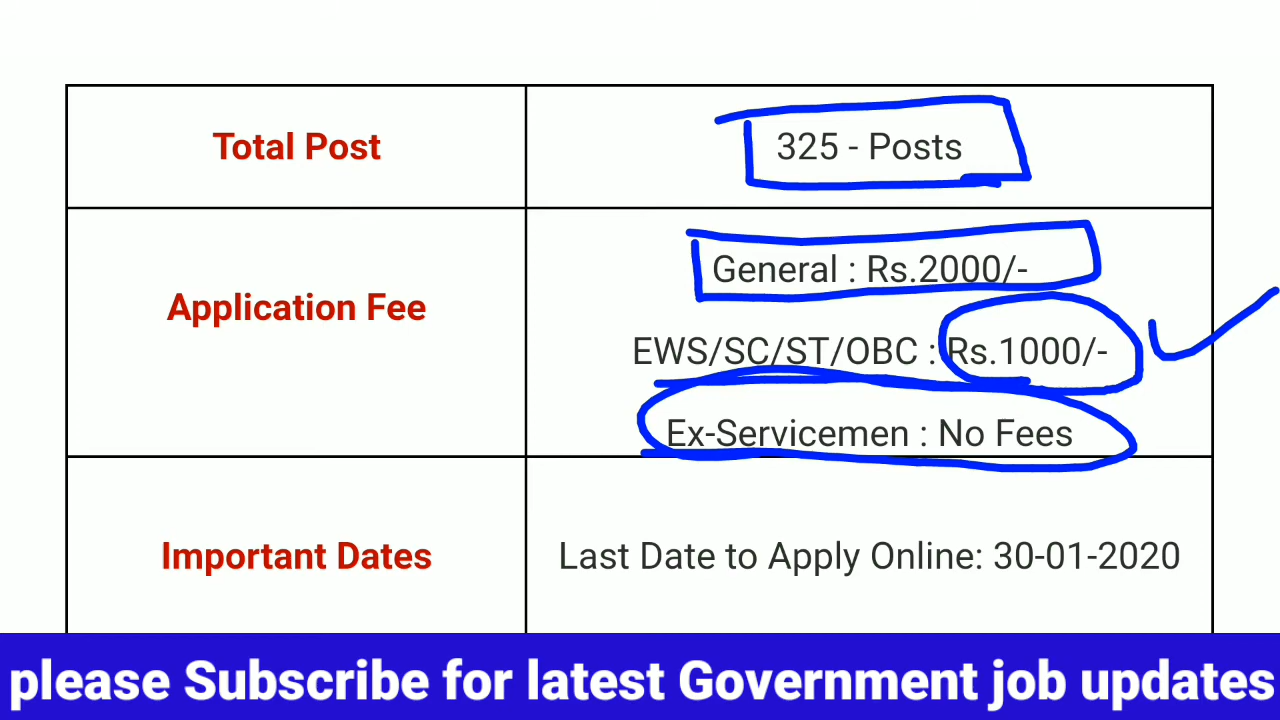 Total Post
325 - Posts
Application Fee
General : Rs.2000/-
EWS/SC/ST/OBC : Rs.1000/-
Ex-Servicemen : No Fees
Important Dates
Last Date to Apply Online: 30-01-2020
please Subscribe for latest Government job updates